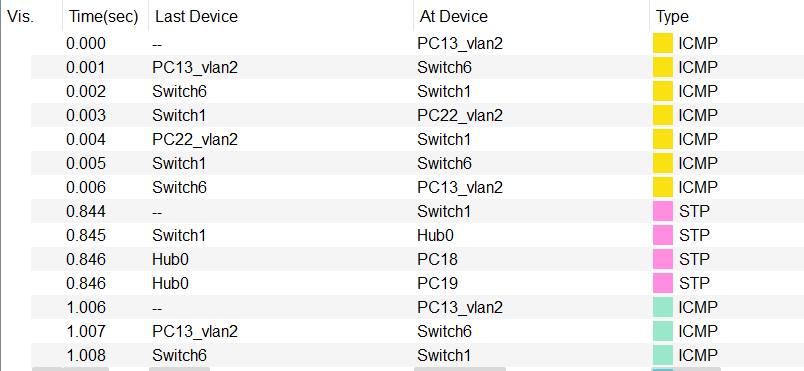 Vis. Time(sec) Last Device At Device Type
0.000 -- PC13_vlan2 ICMP
0.001 PC13_vlan2 Switch6 ICMP
0.002 Switch6 Switch1 ICMP
0.003 Switch1 PC22_vlan2 ICMP
0.004 PC22_vlan2 Switch1 ICMP
0.005 Switch1 Switch6 ICMP
0.006 Switch6 PC13_vlan2 ICMP
0.844 -- Switch1 STP
0.845 Switch1 Hub0 STP
0.846 Hub0 PC18 STP
0.846 Hub0 PC19 STP
1.006 -- PC13_vlan2 ICMP
1.007 PC13_vlan2 Switch6 ICMP
1.008 Switch6 Switch1 ICMP